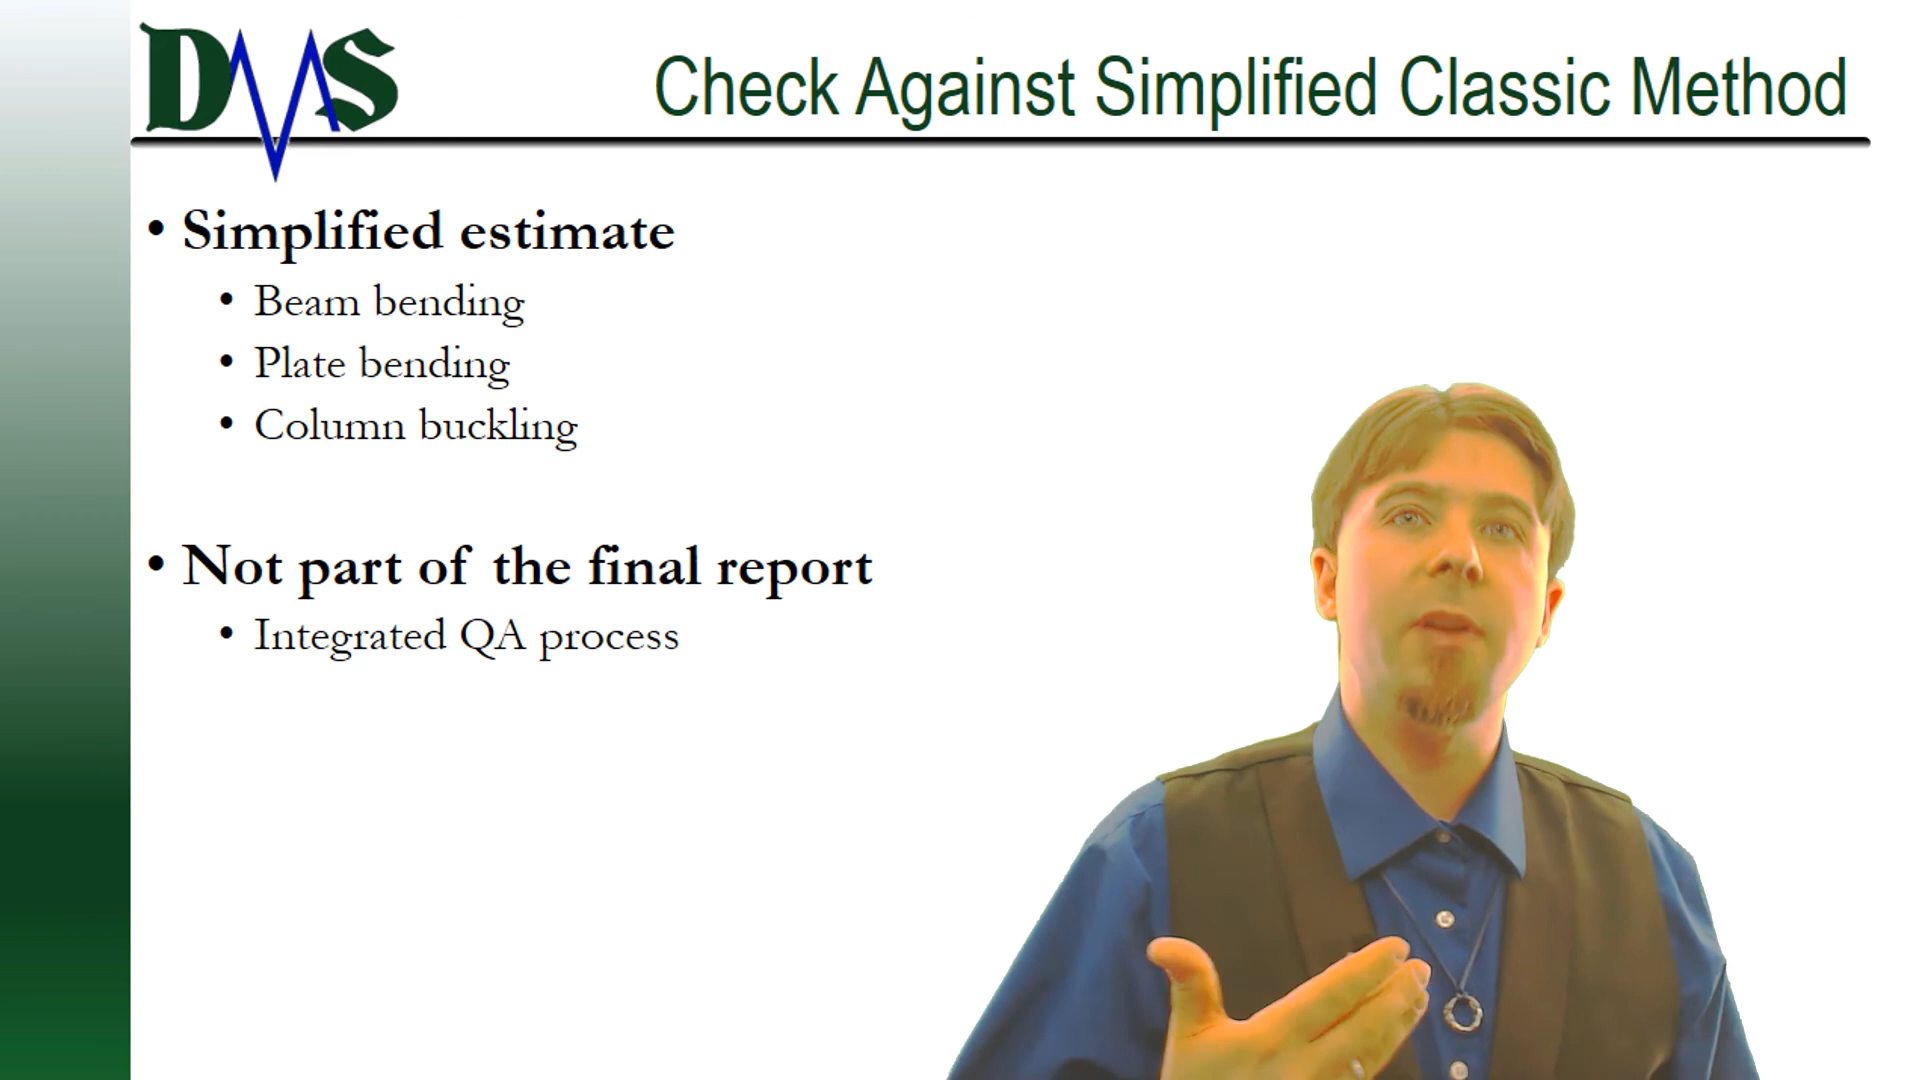 DMS
Check Against Simplified Classic Method
• Simplified estimate
• Beam bending
• Plate bending
• Column buckling
• Not part of the final report
• Integrated QA process